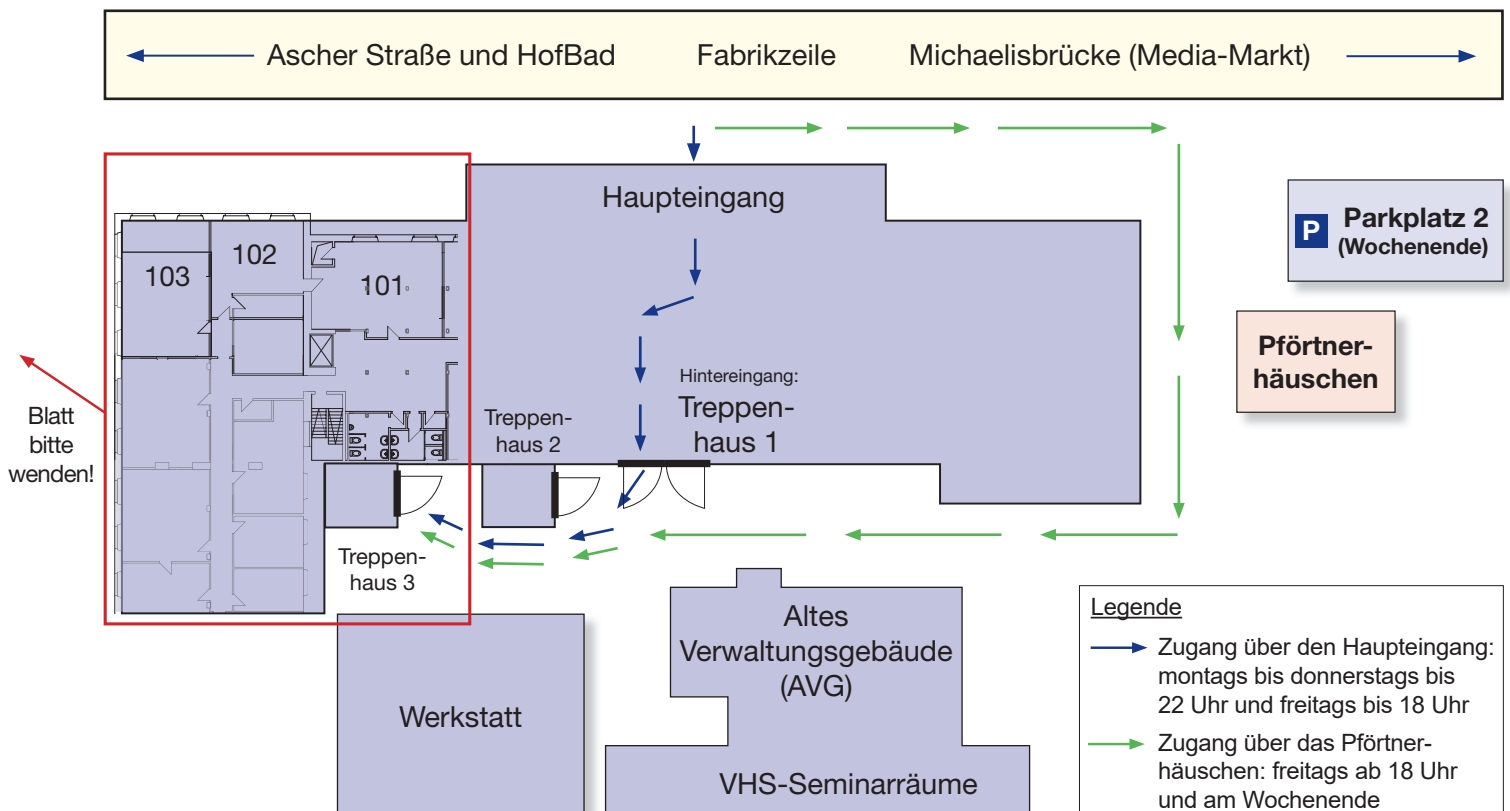 Ascher Straße und HofBad
Fabrikzeile
Michaelisbrücke (Media-Markt)
Haupteingang
P
Parkplatz 2
(Wochenende)
Pförtner-
häuschen
103
102
101
Blatt
bitte
wenden!
Hintereingang:
Treppen-
haus 1
Treppen-
haus 2
Treppen-
haus 3
Altes
Verwaltungsgebäude
(AVG)
Werkstatt
VHS-Seminarräume
Legende
Zugang über den Haupteingang:
montags bis donnerstags bis
22 Uhr und freitags bis 18 Uhr
Zugang über das Pförtner-
häuschen: freitags ab 18 Uhr
und am Wochenende